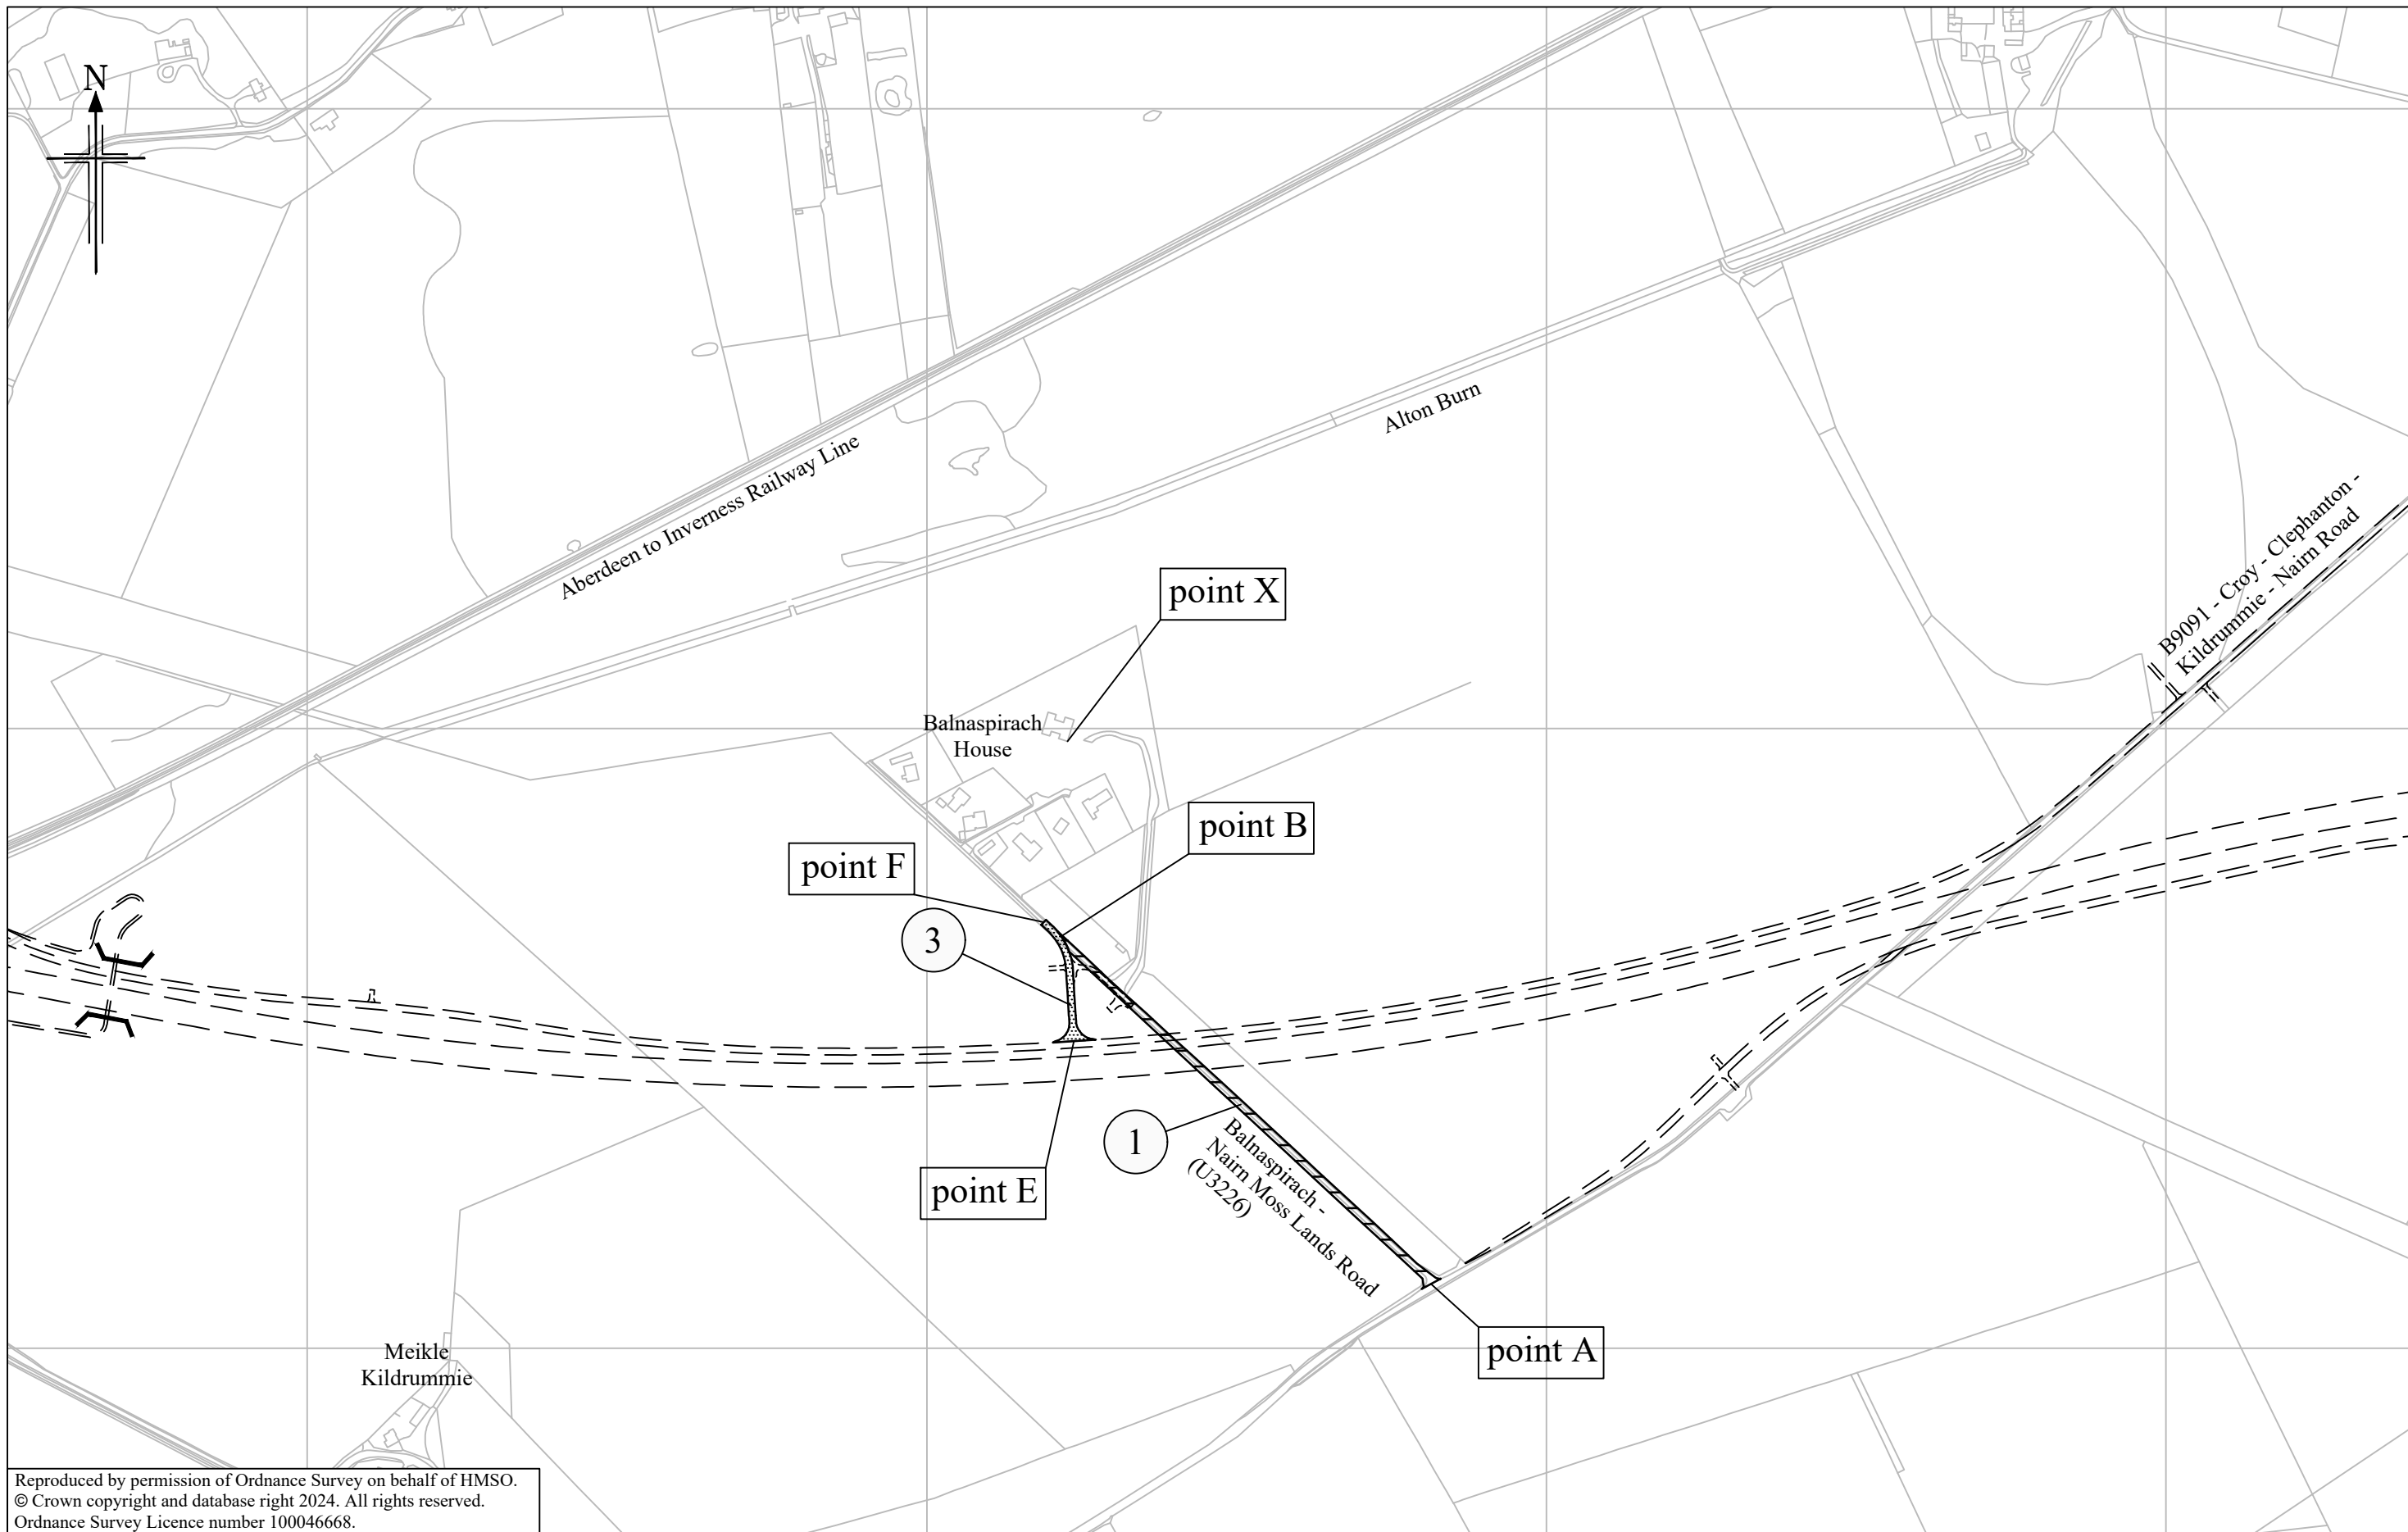 N
Alton Burn
Aberdeen to Inverness Railway Line
B9091 - Croy - Clephanton -
Kildrummie - Nairn Road
point X
Balnaspirach
House
point B
point F
3
1
Balnaspirach -
Nairn Moss Lands Road
(U3226)
point E
point A
Meikle
Kildrummie
Reproduced by permission of Ordnance Survey on behalf of HMSO.
© Crown copyright and database right 2024. All rights reserved.
Ordnance Survey Licence number 100046668.